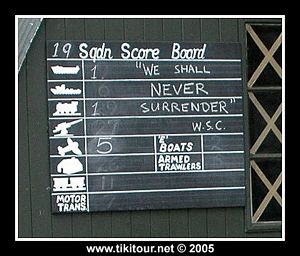 19 Sqdn Score Board
1. "WE SHALL
NEVER
1 SURRENDER"
W.S.C.
5 "E" BOATS
ARMED TRAWLERS
MOTOR TRANS.
www.tikitour.net © 2005